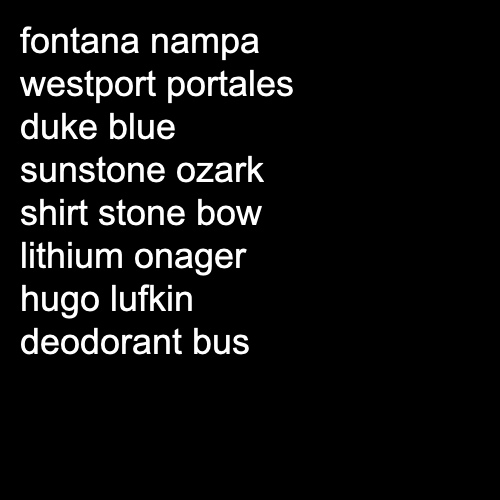 fontana nampa
westport portales
duke blue
sunstone ozark
shirt stone bow
lithium onager
hugo lufkin
deodorant bus